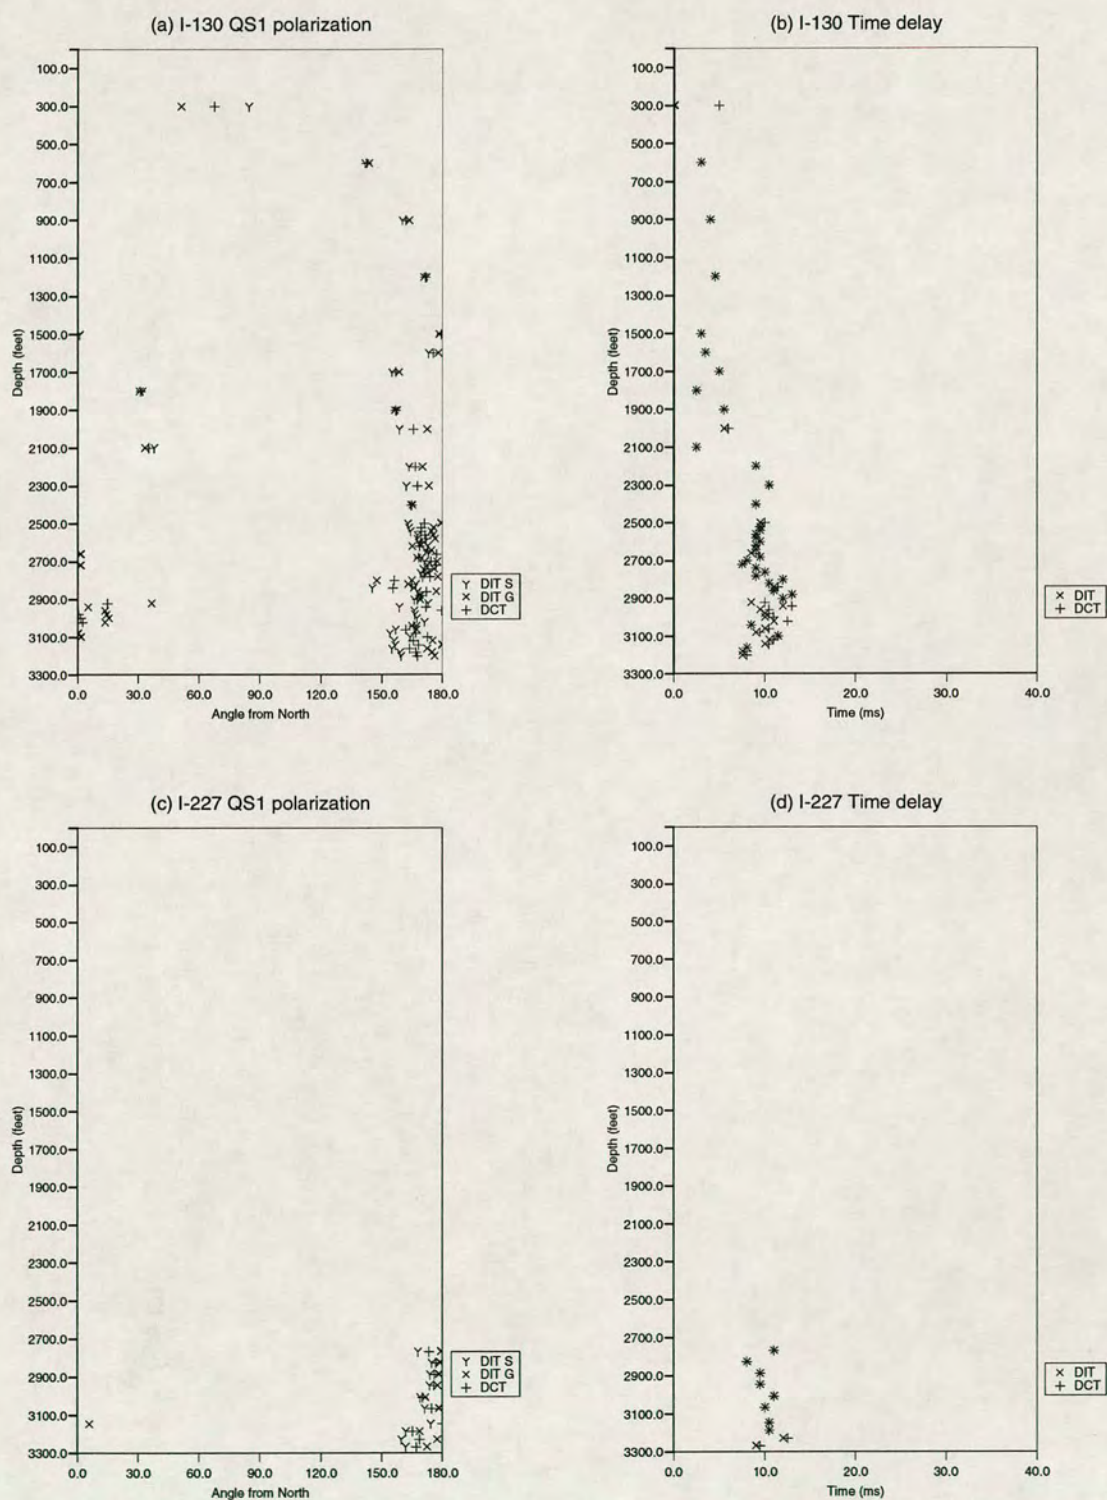 (a) I-130 QS1 polarization
100.0
300.0
500.0
700.0
900.0
1100.0
1300.0
1500.0
1700.0
1900.0
2100.0
2300.0
2500.0
2700.0
2900.0
3100.0
3300.0
Depth (feet)
0.0 30.0 60.0 90.0 120.0 150.0 180.0
Angle from North
DIT S
DIT G
DCT
(b) I-130 Time delay
100.0
300.0
500.0
700.0
900.0
1100.0
1300.0
1500.0
1700.0
1900.0
2100.0
2300.0
2500.0
2700.0
2900.0
3100.0
3300.0
Depth (feet)
0.0 10.0 20.0 30.0 40.0
Time (ms)
DIT
DCT
(c) I-227 QS1 polarization
100.0
300.0
500.0
700.0
900.0
1100.0
1300.0
1500.0
1700.0
1900.0
2100.0
2300.0
2500.0
2700.0
2900.0
3100.0
3300.0
Depth (feet)
0.0 30.0 60.0 90.0 120.0 150.0 180.0
Angle from North
DIT S
DIT G
DCT
(d) I-227 Time delay
100.0
300.0
500.0
700.0
900.0
1100.0
1300.0
1500.0
1700.0
1900.0
2100.0
2300.0
2500.0
2700.0
2900.0
3100.0
3300.0
Depth (feet)
0.0 10.0 20.0 30.0 40.0
Time (ms)
DIT
DCT